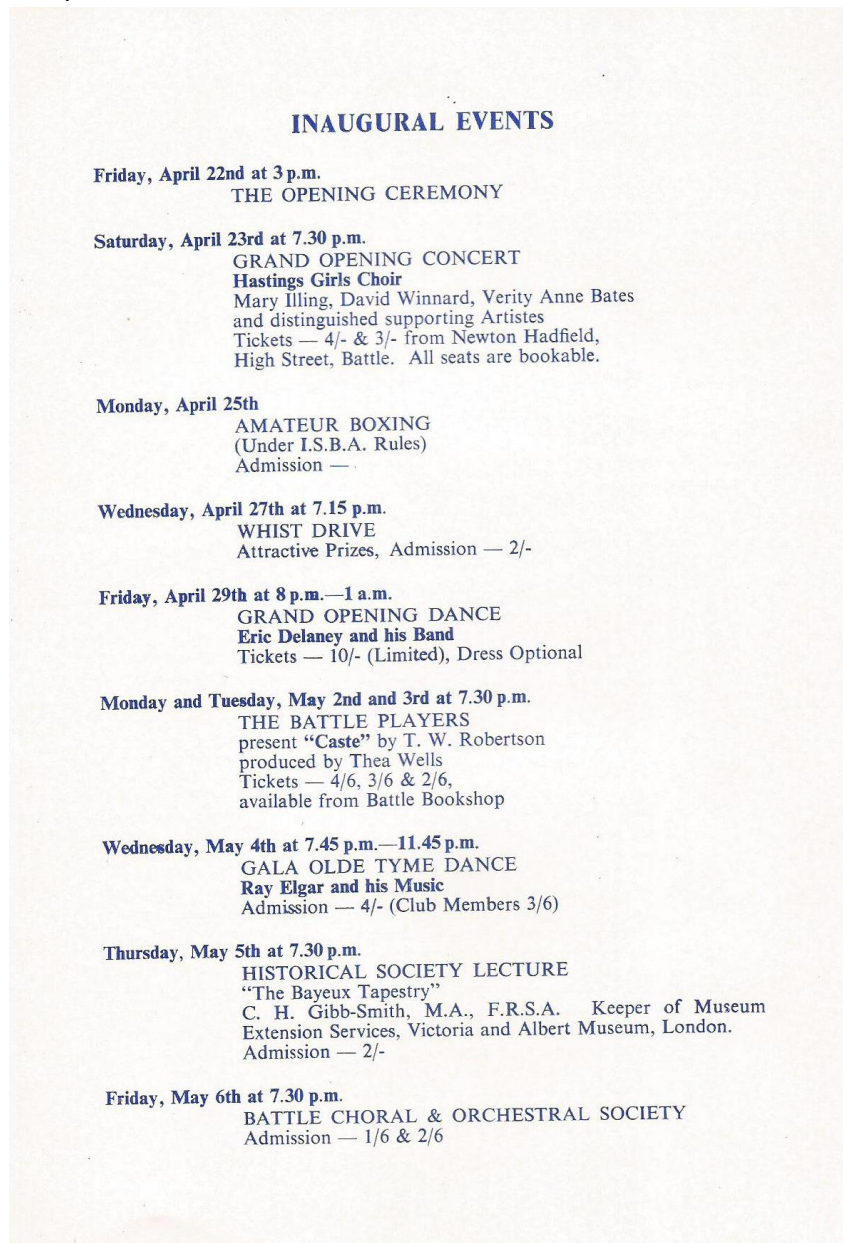 INAUGURAL EVENTS
Friday, April 22nd at 3 p.m.
THE OPENING CEREMONY
Saturday, April 23rd at 7.30 p.m.
GRAND OPENING CONCERT
Hastings Girls Choir
Mary Illing, David Winnard, Verity Anne Bates
and distinguished supporting Artistes
Tickets — 4/- & 3/- from Newton Hadfield,
High Street, Battle. All seats are bookable.
Monday, April 25th
AMATEUR BOXING
(Under I.S.B.A. Rules)
Admission —
Wednesday, April 27th at 7.15 p.m.
WHIST DRIVE
Attractive Prizes, Admission — 2/-
Friday, April 29th at 8 p.m.—1 a.m.
GRAND OPENING DANCE
Eric Delaney and his Band
Tickets — 10/- (Limited), Dress Optional
Monday and Tuesday, May 2nd and 3rd at 7.30 p.m.
THE BATTLE PLAYERS
present “Caste” by T. W. Robertson
produced by Thea Wells
Tickets — 4/6, 3/6 & 2/6,
available from Battle Bookshop
Wednesday, May 4th at 7.45 p.m.—11.45 p.m.
GALA OLDE TYME DANCE
Ray Elgar and his Music
Admission — 4/- (Club Members 3/6)
Thursday, May 5th at 7.30 p.m.
HISTORICAL SOCIETY LECTURE
“The Bayeux Tapestry”
C. H. Gibb-Smith, M.A., F.R.S.A. Keeper of Museum
Extension Services, Victoria and Albert Museum, London.
Admission — 2/-
Friday, May 6th at 7.30 p.m.
BATTLE CHORAL & ORCHESTRAL SOCIETY
Admission — 1/6 & 2/6